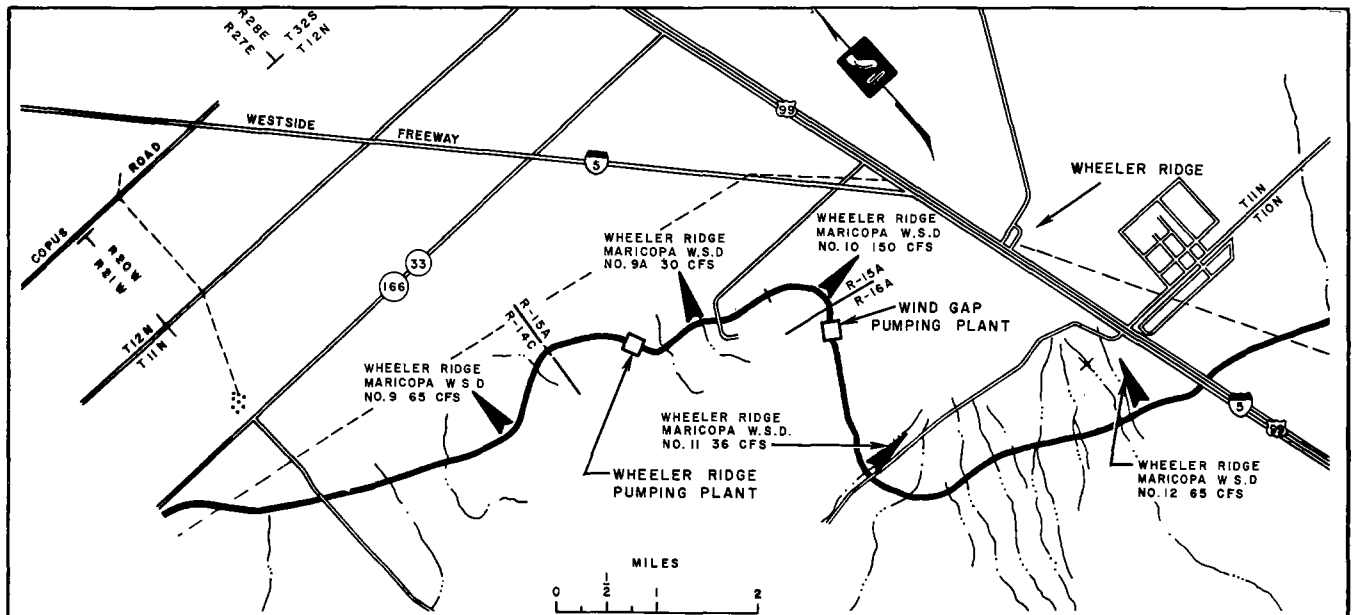 R28E
R27E
T32S
T12N
99
WESTSIDE
FREEWAY
5
COPUS
ROAD
WHEELER RIDGE
T11N
T10N
R20W
R21W
33
166
WHEELER RIDGE
MARICOPA W.S.D
NO. 9A 30 CFS
WHEELER RIDGE
MARICOPA W.S.D
NO. 10 150 CFS
R-15A
R-16A
R-15A
R-14C
WIND GAP
PUMPING PLANT
T12N
T11N
WHEELER RIDGE
MARICOPA W S D
NO. 9 65 CFS
WHEELER RIDGE
MARICOPA W.S.D.
NO. 11 36 CFS
5
99
WHEELER RIDGE
PUMPING PLANT
WHEELER RIDGE
MARICOPA W S.D
NO. 12 65 CFS
MILES
0 1/2 1 2